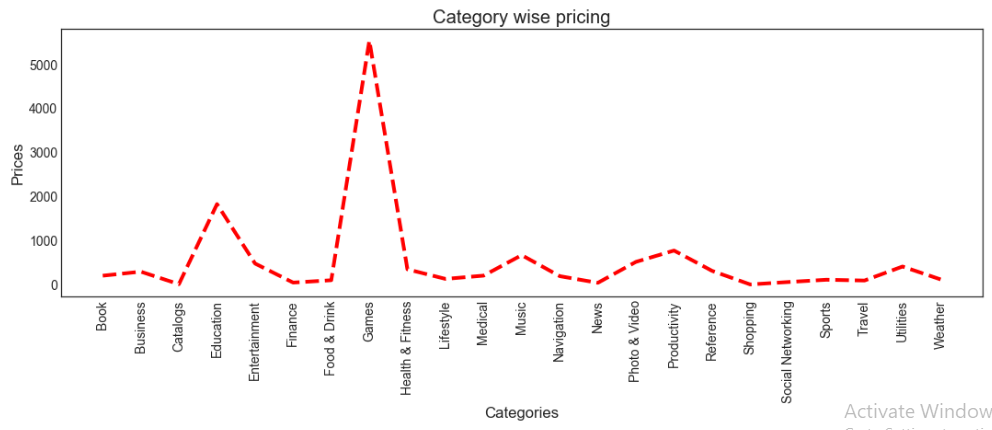 Category wise pricing
Prices
5000
4000
3000
2000
1000
0
Book
Business
Catalogs
Education
Entertainment
Finance
Food & Drink
Games
Health & Fitness
Lifestyle
Medical
Music
Navigation
News
Photo & Video
Productivity
Reference
Shopping
Social Networking
Sports
Travel
Utilities
Weather
Categories
Activate Window